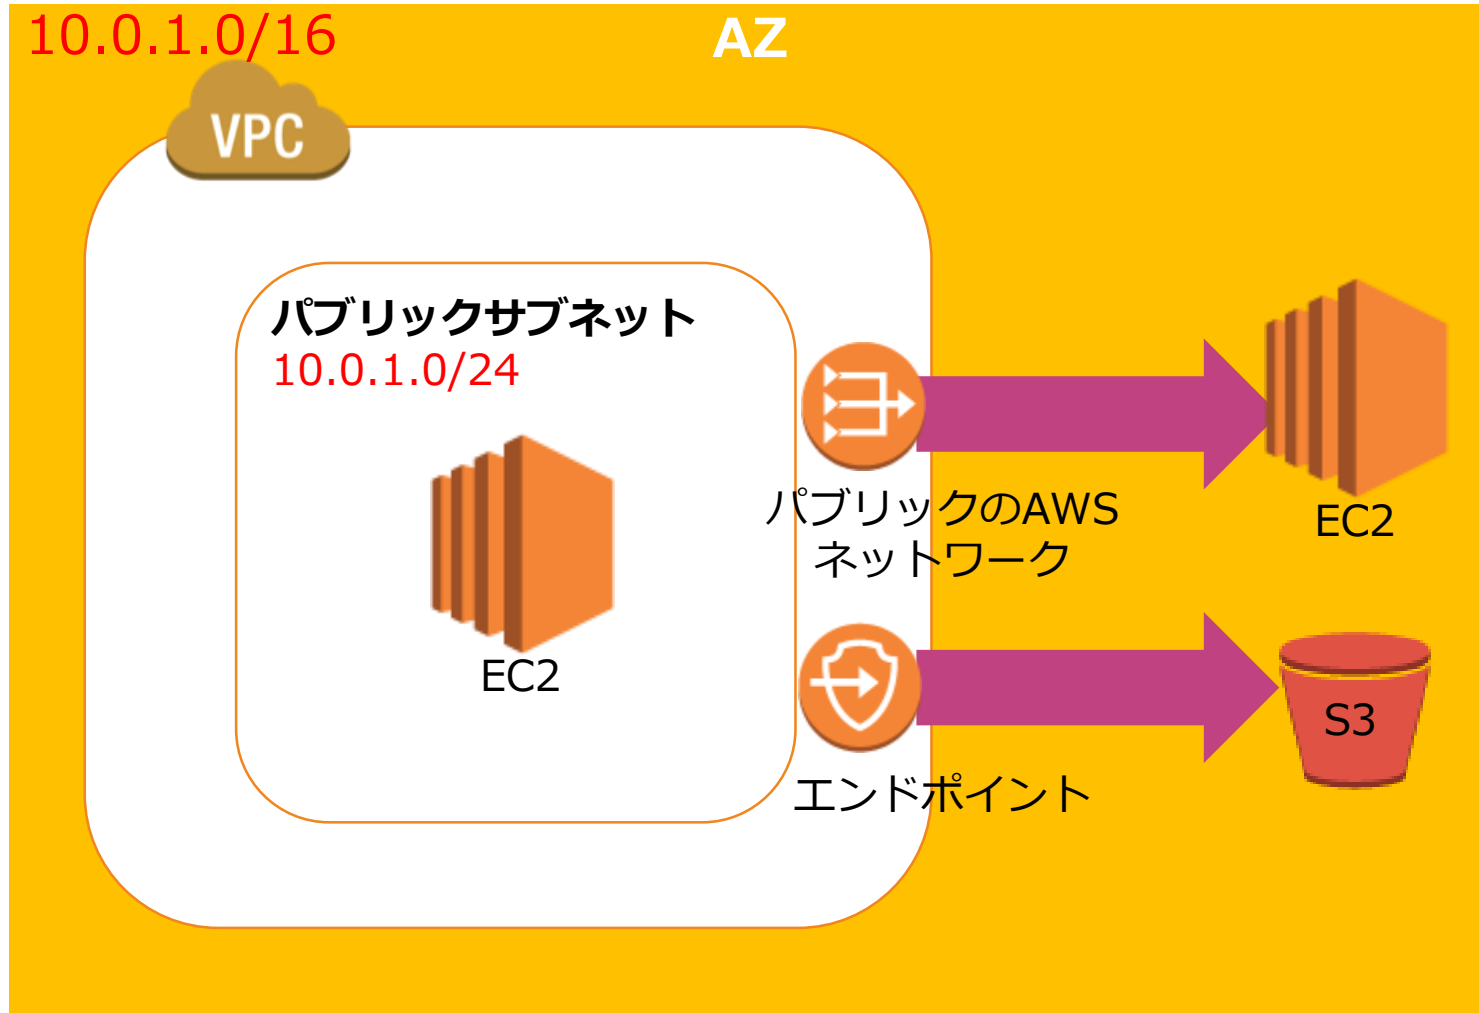 10.0.1.0/16
AZ
VPC
パブリックサブネット
10.0.1.0/24
EC2
パブリックのAWS
ネットワーク
EC2
エンドポイント
S3